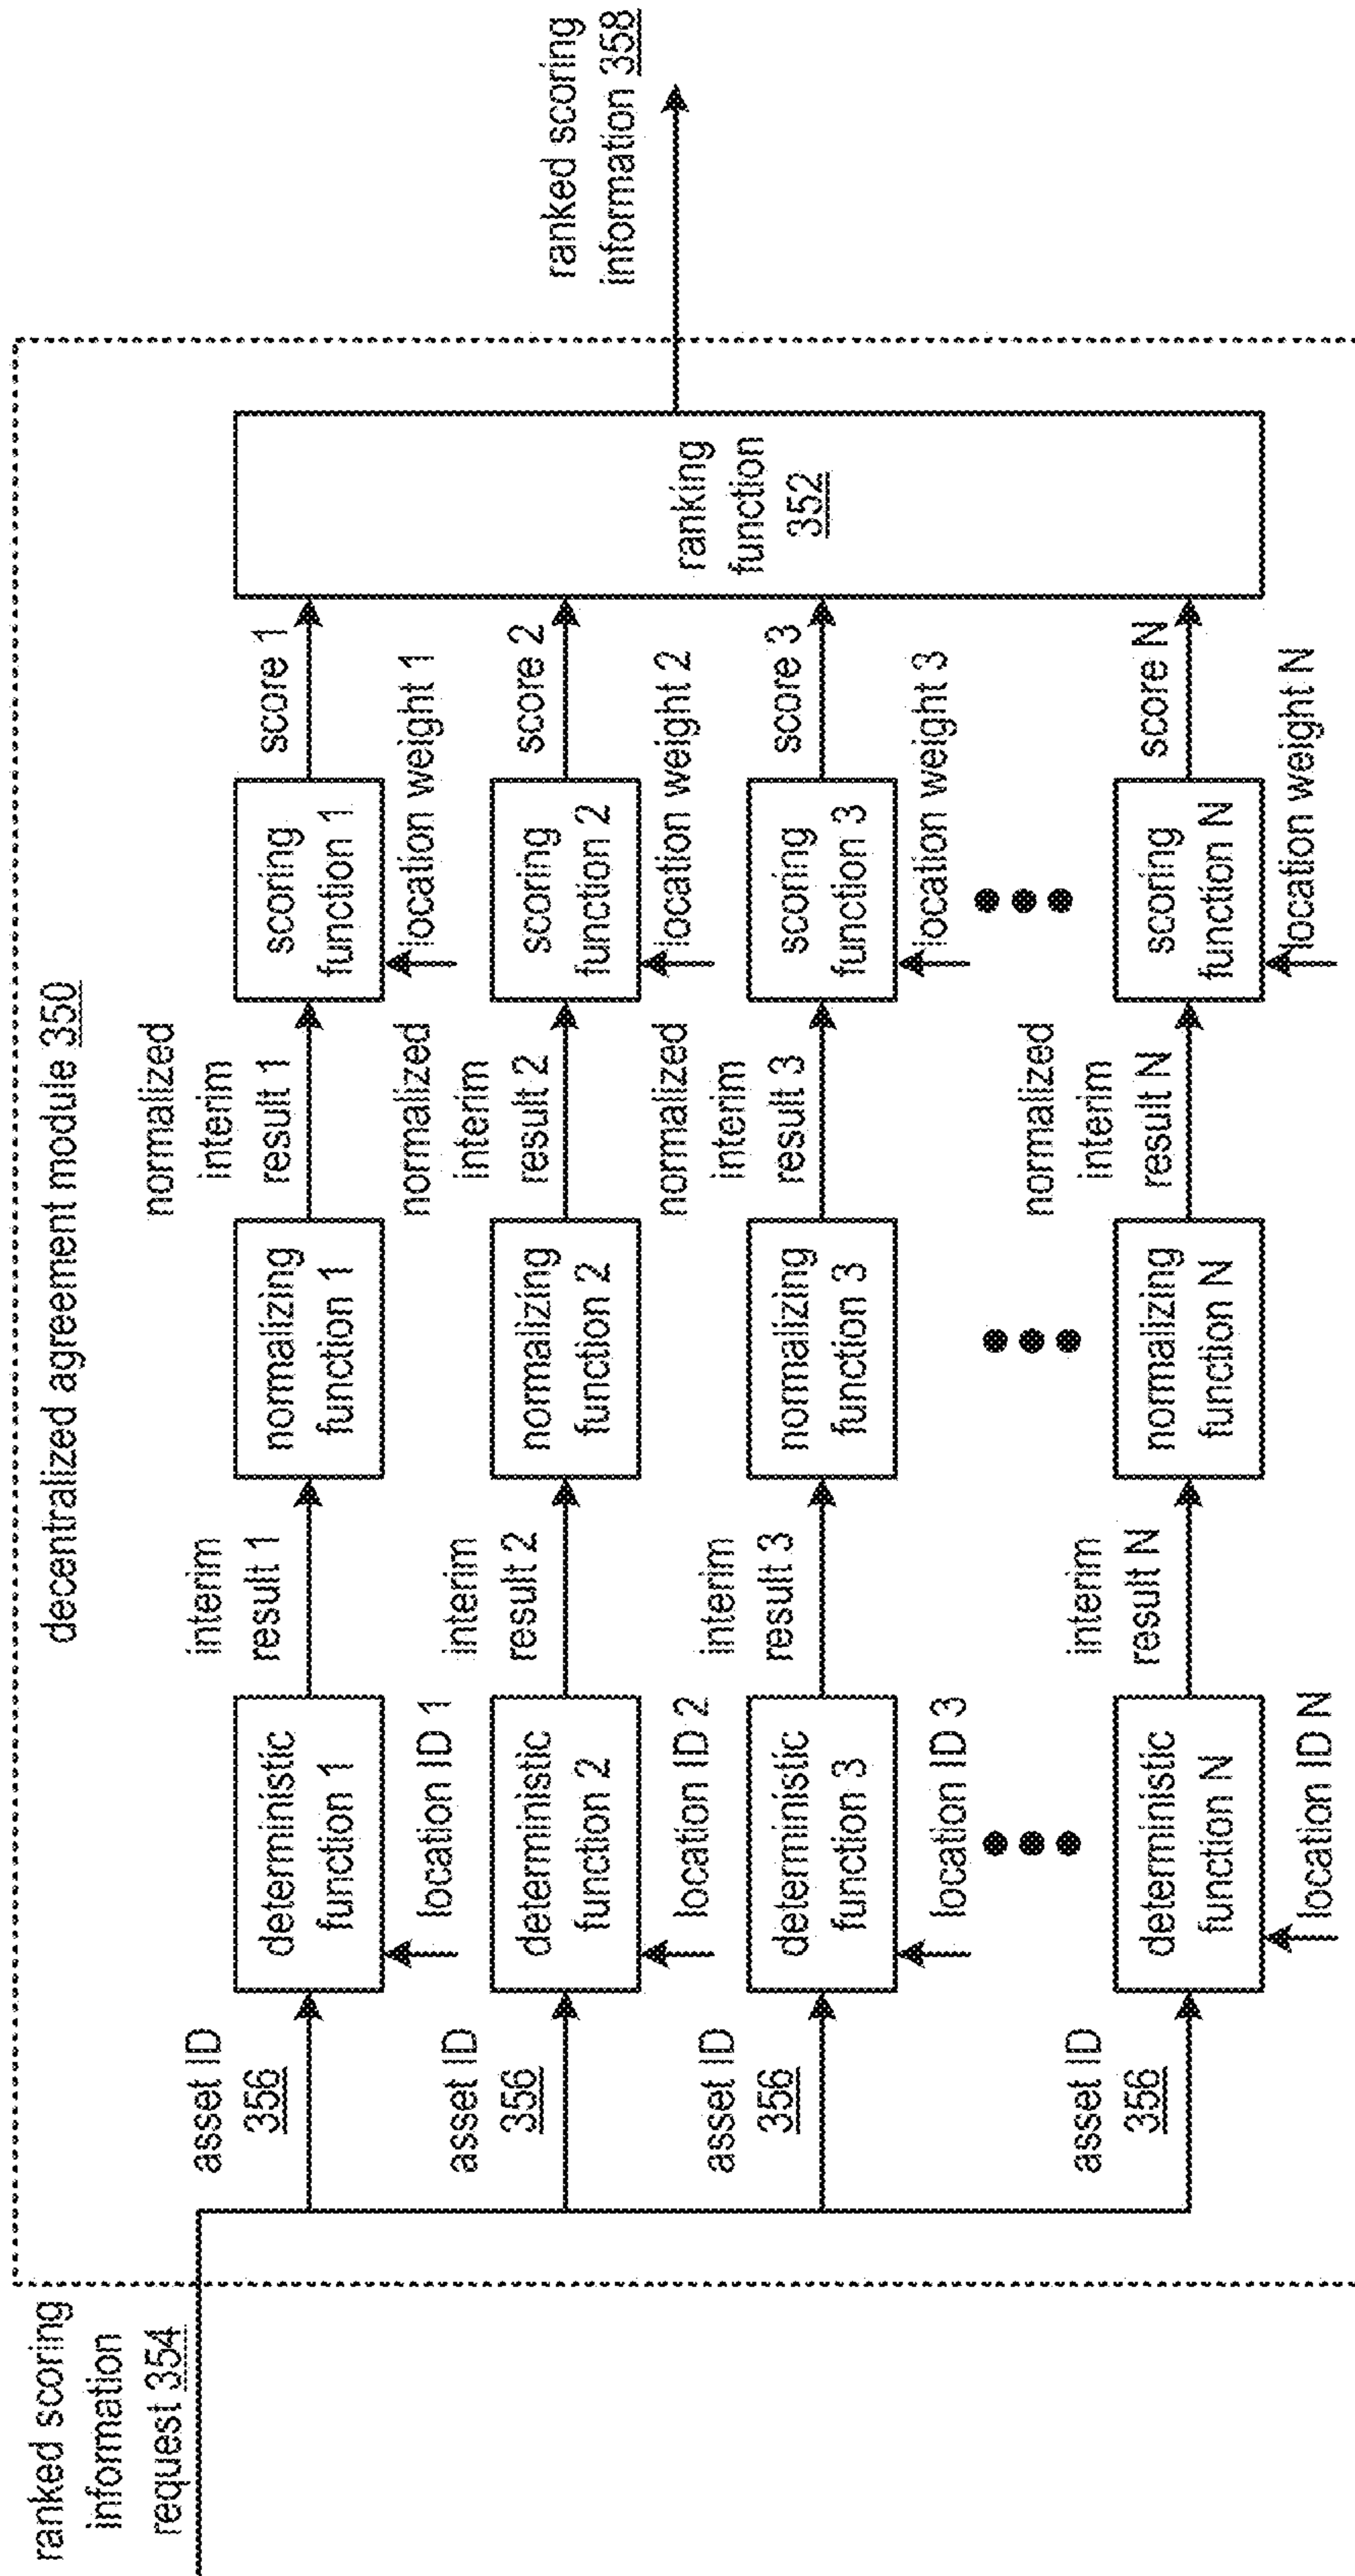 ranked scoring
information
request 354
decentralized agreement module 350
asset ID
356
deterministic
function 1
location ID 1
interim
result 1
normalizing
function 1
normalized
interim
result 1
scoring
function 1
location weight 1
score 1
asset ID
356
deterministic
function 2
location ID 2
interim
result 2
normalizing
function 2
normalized
interim
result 2
scoring
function 2
location weight 2
score 2
asset ID
356
deterministic
function 3
location ID 3
interim
result 3
normalizing
function 3
normalized
interim
result 3
scoring
function 3
location weight 3
score 3
asset ID
356
deterministic
function N
location ID N
interim
result N
normalizing
function N
normalized
interim
result N
scoring
function N
location weight N
score N
ranking
function
352
ranked scoring
information 358